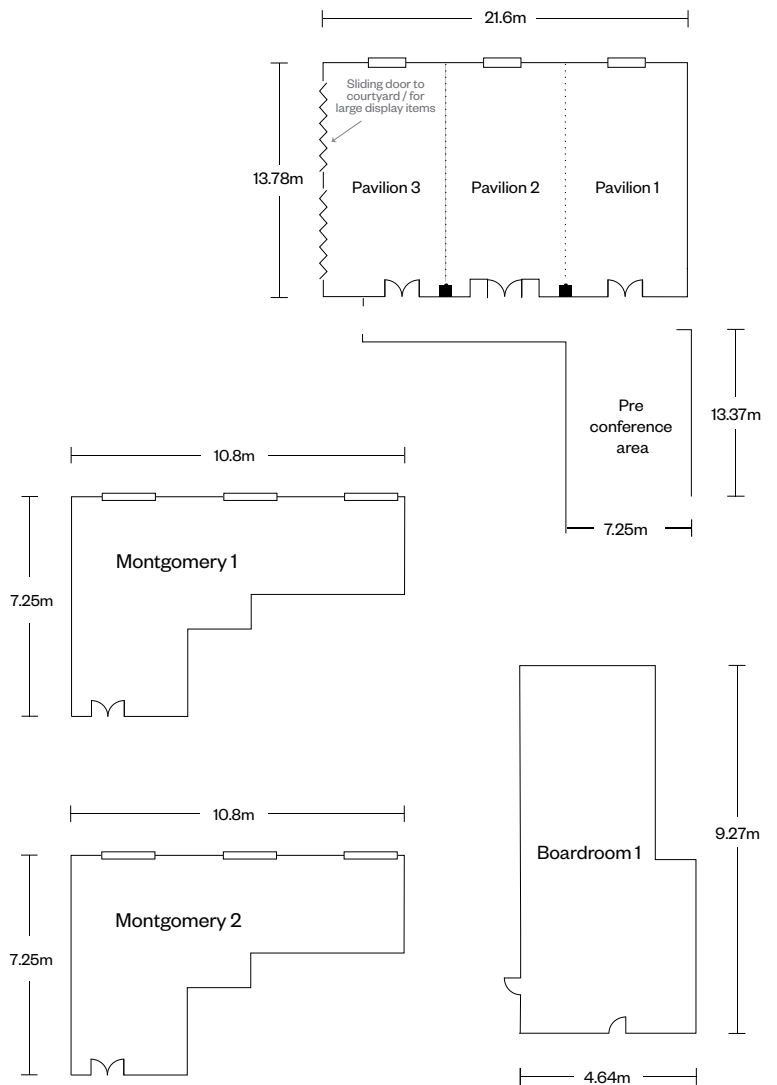 21.6m
Sliding door to
courtyard / for
large display items
13.78m
Pavilion 3
Pavilion 2
Pavilion 1
Pre
conference
area
13.37m
7.25m
10.8m
Montgomery 1
7.25m
10.8m
Montgomery 2
7.25m
Boardroom 1
9.27m
4.64m